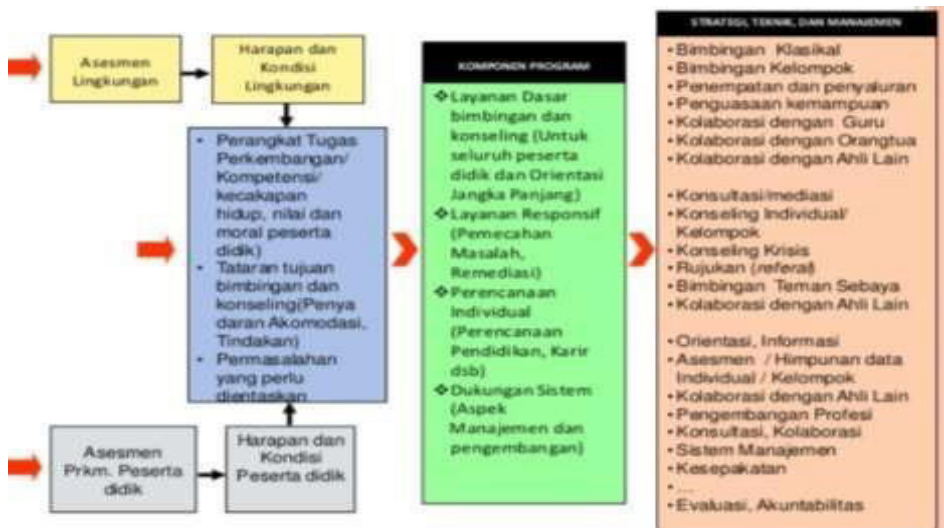 Asesmen
Lingkungan
Harapan dan
Kondisi
Lingkungan
• Perangkat Tugas
Perkembangan/
Kompetensi/
kecakapan
hidup, nilai dan
moral peserta
didik)
• Tataran tujuan
bimbingan dan
konseling(Penya
daran Akomodasi,
Tindakan)
• Permasalahan
yang perlu
dientaskan
Asesmen
Prkm. Peserta
didik
Harapan dan
Kondisi
Peserta didik
KOMPONEN PROGRAM
❖Layanan Dasar
bimbingan dan
konseling (Untuk
seluruh peserta
didik dan Orientasi
Jangka Panjang)
❖Layanan Responsif
(Pemecahan
Masalah,
Remediasi)
❖Perencanaan
Individual
(Perencanaan
Pendidikan, Karir
dsb)
❖Dukungan Sistem
(Aspek
Manajemen dan
pengembangan)
STRATEGI, TEKNIK, DAN MANAJEMEN
•Bimbingan Klasikal
•Bimbingan Kelompok
•Penempatan dan penyaluran
•Penguasaan kemampuan
•Kolaborasi dengan Guru
•Kolaborasi dengan Orangtua
•Kolaborasi dengan Ahli Lain
•Konsultasi/mediasi
•Konseling Individual/
Kelompok
•Konseling Krisis
•Rujukan (referal)
•Bimbingan Teman Sebaya
•Kolaborasi dengan Ahli Lain
•Orientasi, Informasi
•Asesmen / Himpunan data
Individual / Kelompok
•Kolaborasi dengan Ahli Lain
•Pengembangan Profesi
•Konsultasi, Kolaborasi
•Sistem Manajemen
•Kesepakatan
•...
•Evaluasi, Akuntabilitas